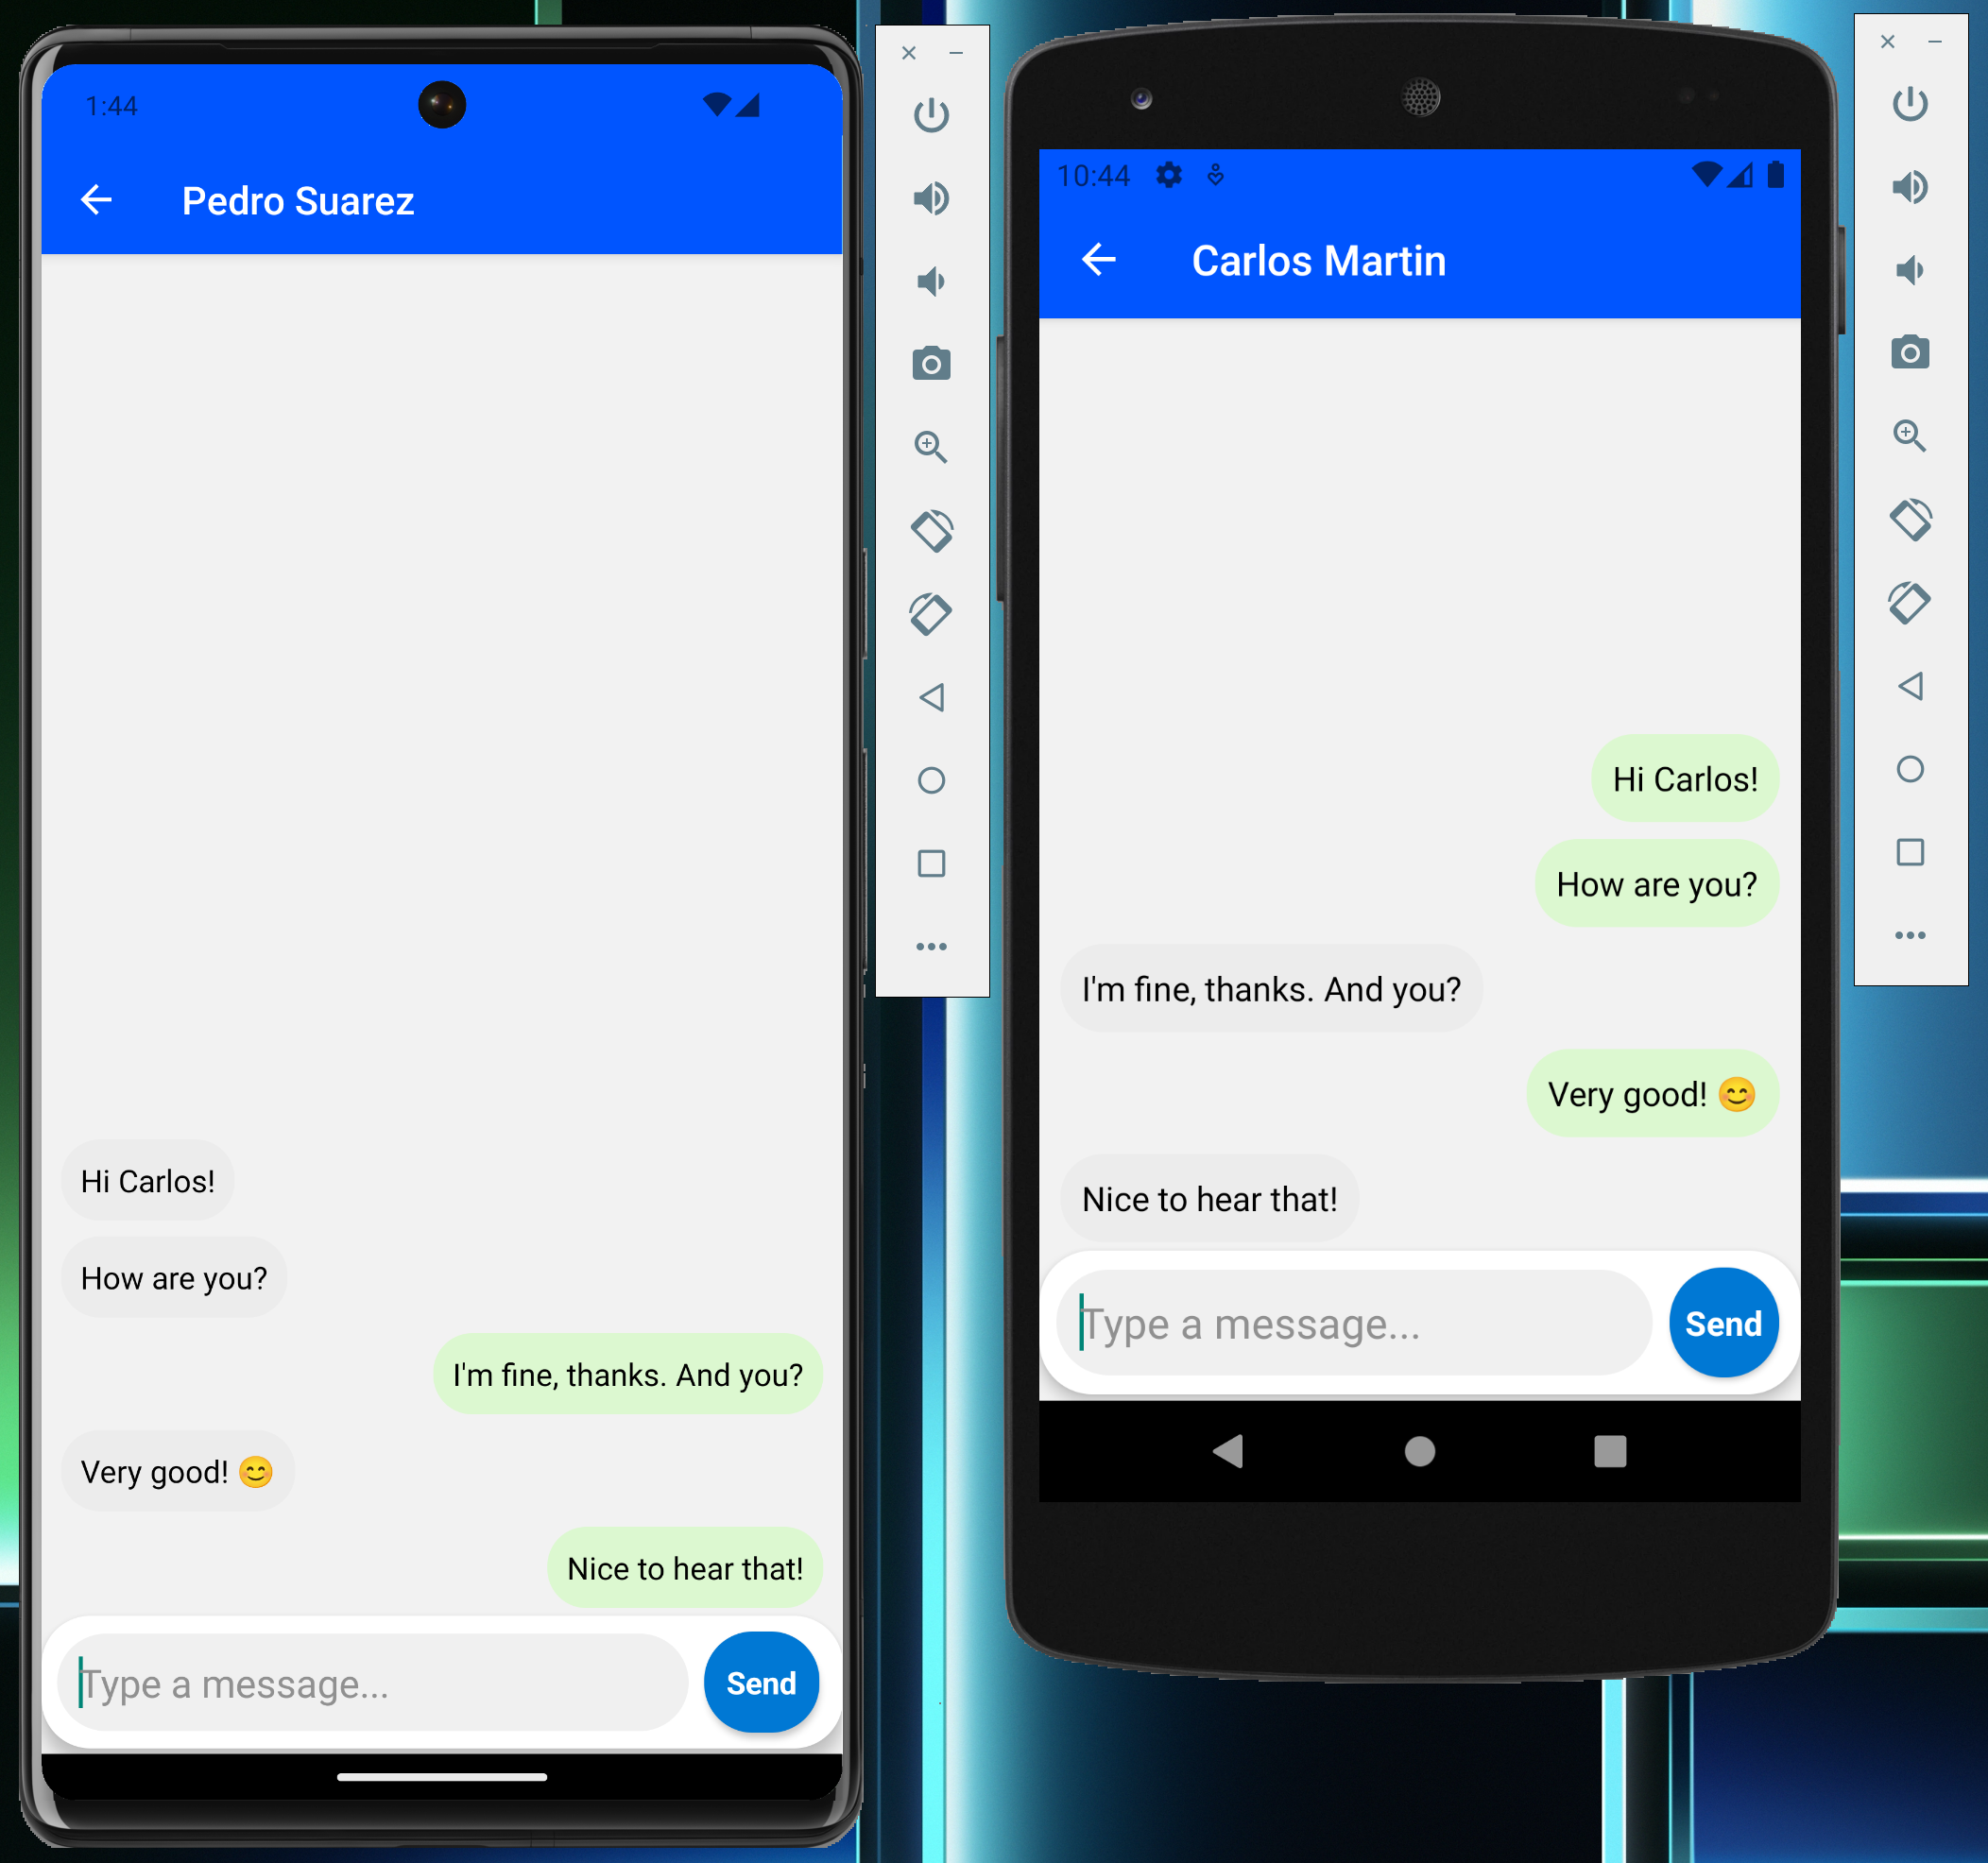 1:44
Pedro Suarez
Hi Carlos!
How are you?
I'm fine, thanks. And you?
Very good! 😊
Nice to hear that!
Type a message...
Send
10:44
Carlos Martin
Hi Carlos!
How are you?
I'm fine, thanks. And you?
Very good! 😊
Nice to hear that!
Type a message...
Send